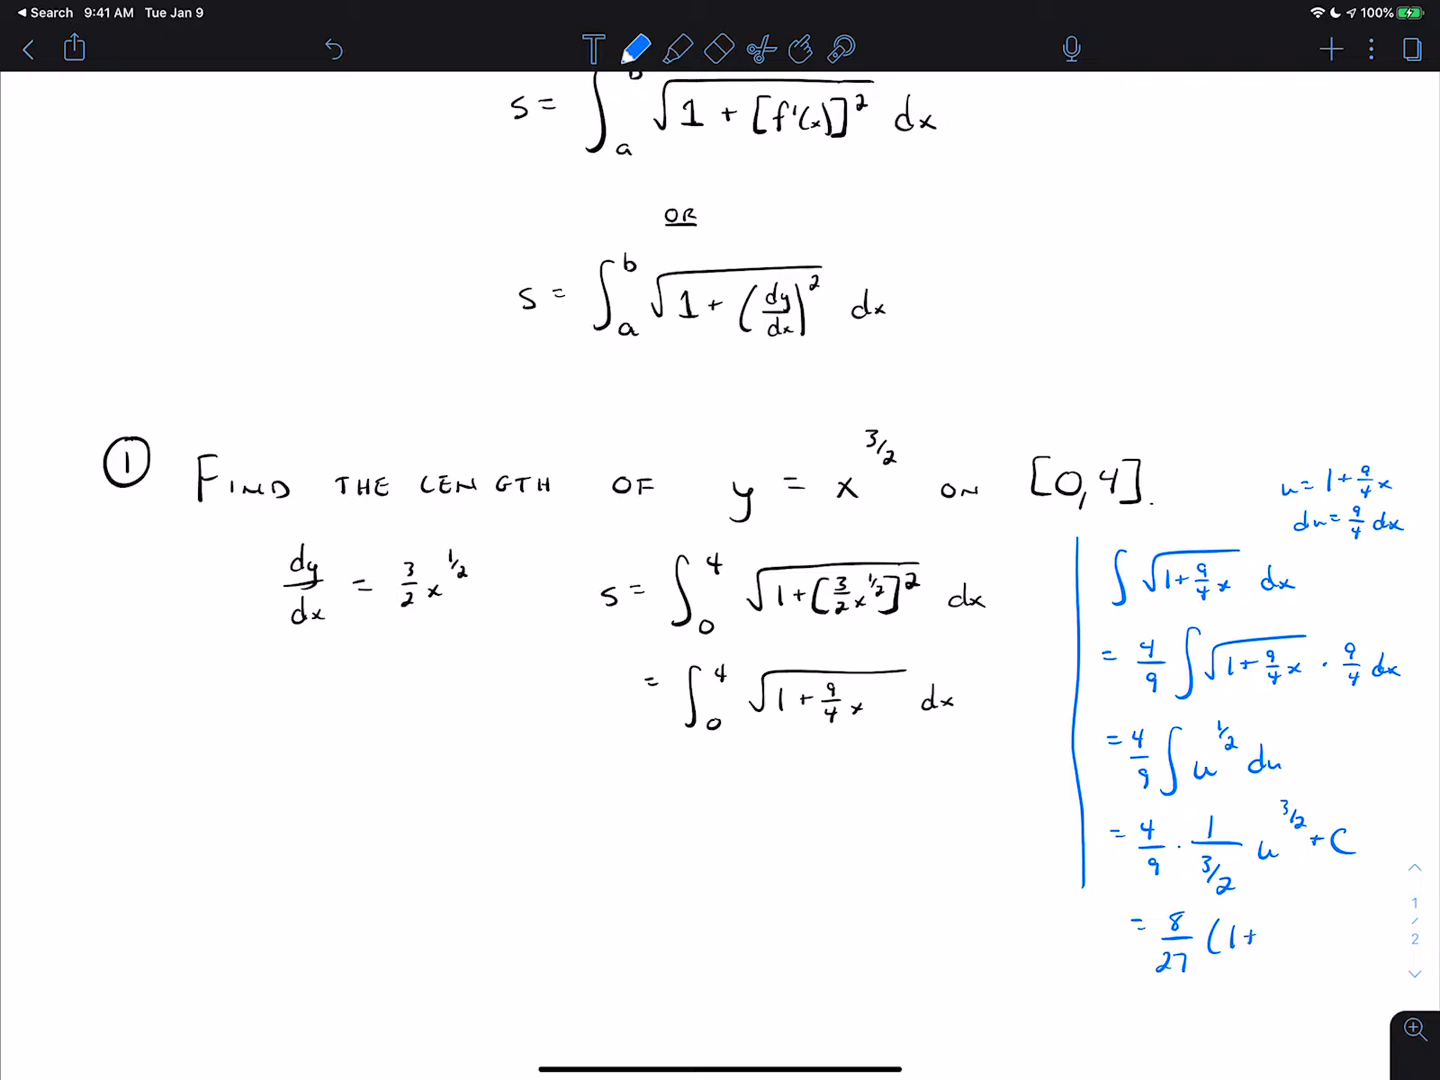 Search 9:41 AM Tue Jan 9 100%
s = ∫_a^b √(1 + [f'(x)]²) dx
OR
s = ∫_a^b √(1 + (dy/dx)²) dx
① FIND THE LENGTH OF y = x^(3/2) ON [0,4].
dy/dx = 3/2 x^(1/2)
s = ∫_0^4 √(1 + [3/2 x^(1/2)]²) dx
= ∫_0^4 √(1 + 9/4 x) dx
u = 1 + 9/4 x
du = 9/4 dx
∫ √(1 + 9/4 x) dx
= 4/9 ∫ √(1 + 9/4 x) · 9/4 dx
= 4/9 ∫ u^(1/2) du
= 4/9 · 1/(3/2) u^(3/2) + C
= 8/27 (1+
1
/
2